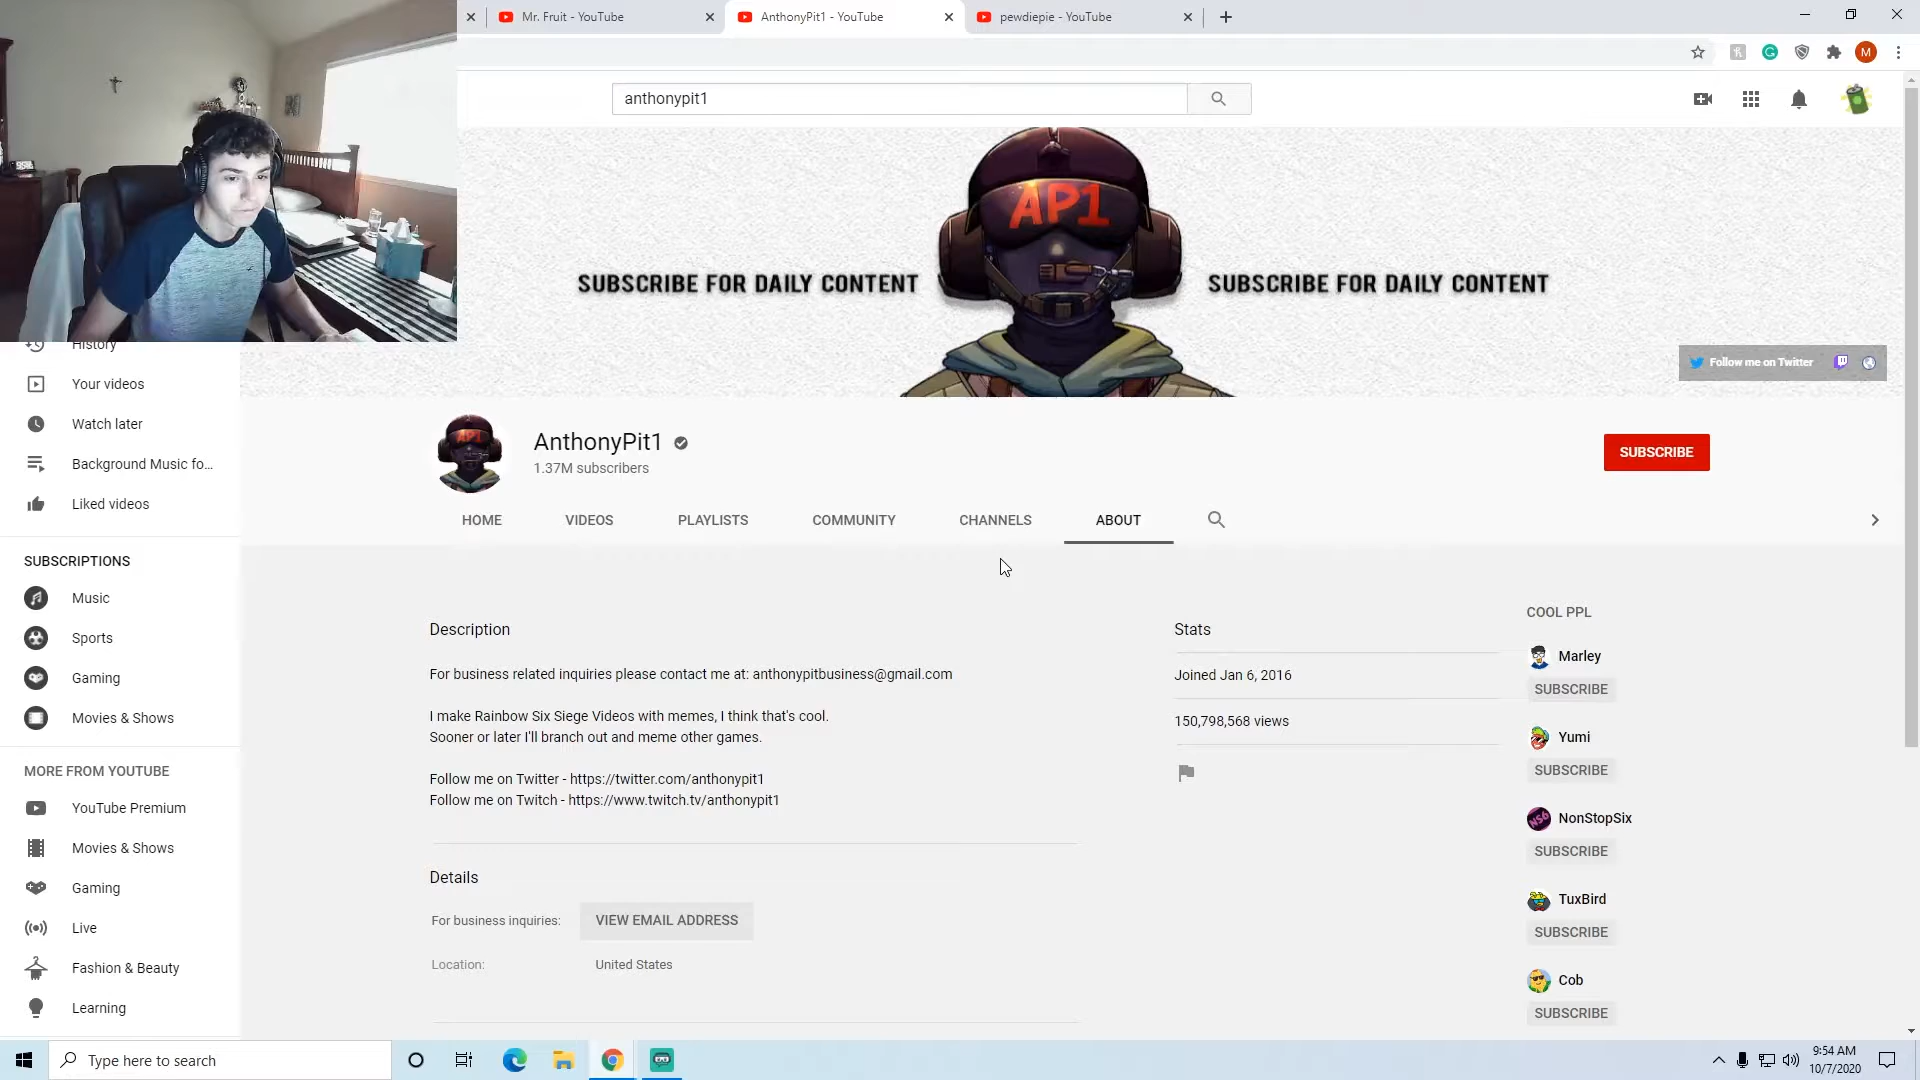 Mr. Fruit - YouTube
AnthonyPit1 - YouTube
pewdiepie - YouTube
M
anthonypit1
AP1
SUBSCRIBE FOR DAILY CONTENT
SUBSCRIBE FOR DAILY CONTENT
Follow me on Twitter
History
Your videos
Watch later
Background Music fo...
Liked videos
SUBSCRIPTIONS
Music
Sports
Gaming
Movies & Shows
MORE FROM YOUTUBE
YouTube Premium
Movies & Shows
Gaming
Live
Fashion & Beauty
Learning
AP1
AnthonyPit1
1.37M subscribers
SUBSCRIBE
HOME
VIDEOS
PLAYLISTS
COMMUNITY
CHANNELS
ABOUT
Description
For business related inquiries please contact me at: anthonypitbusiness@gmail.com
I make Rainbow Six Siege Videos with memes, I think that's cool.
Sooner or later I'll branch out and meme other games.
Follow me on Twitter - https://twitter.com/anthonypit1
Follow me on Twitch - https://www.twitch.tv/anthonypit1
Details
For business inquiries:
VIEW EMAIL ADDRESS
Location:
United States
Stats
Joined Jan 6, 2016
150,798,568 views
COOL PPL
Marley
SUBSCRIBE
Yumi
SUBSCRIBE
NS6
NonStopSix
SUBSCRIBE
TuxBird
SUBSCRIBE
Cob
SUBSCRIBE
Type here to search
9:54 AM
10/7/2020